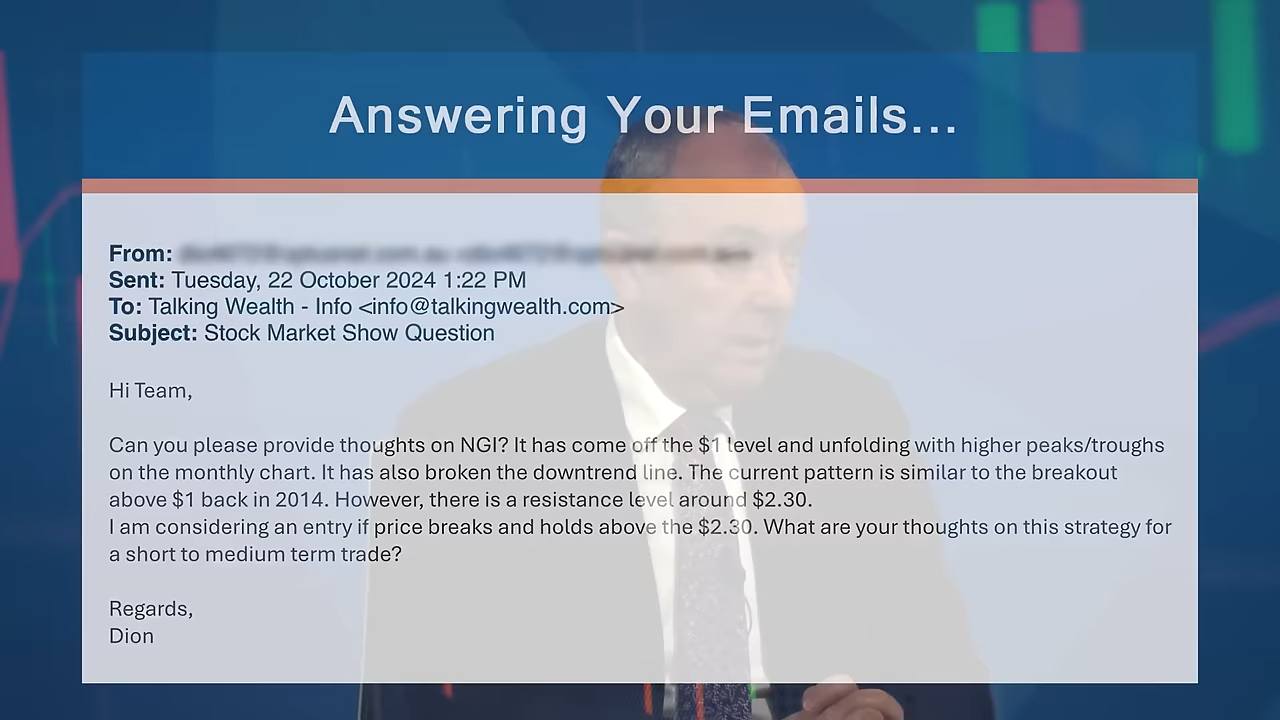 Answering Your Emails...
From:
Sent: Tuesday, 22 October 2024 1:22 PM
To: Talking Wealth - Info <info@talkingwealth.com>
Subject: Stock Market Show Question
Hi Team,
Can you please provide thoughts on NGI? It has come off the $1 level and unfolding with higher peaks/troughs
on the monthly chart. It has also broken the downtrend line. The current pattern is similar to the breakout
above $1 back in 2014. However, there is a resistance level around $2.30.
I am considering an entry if price breaks and holds above the $2.30. What are your thoughts on this strategy for
a short to medium term trade?
Regards,
Dion